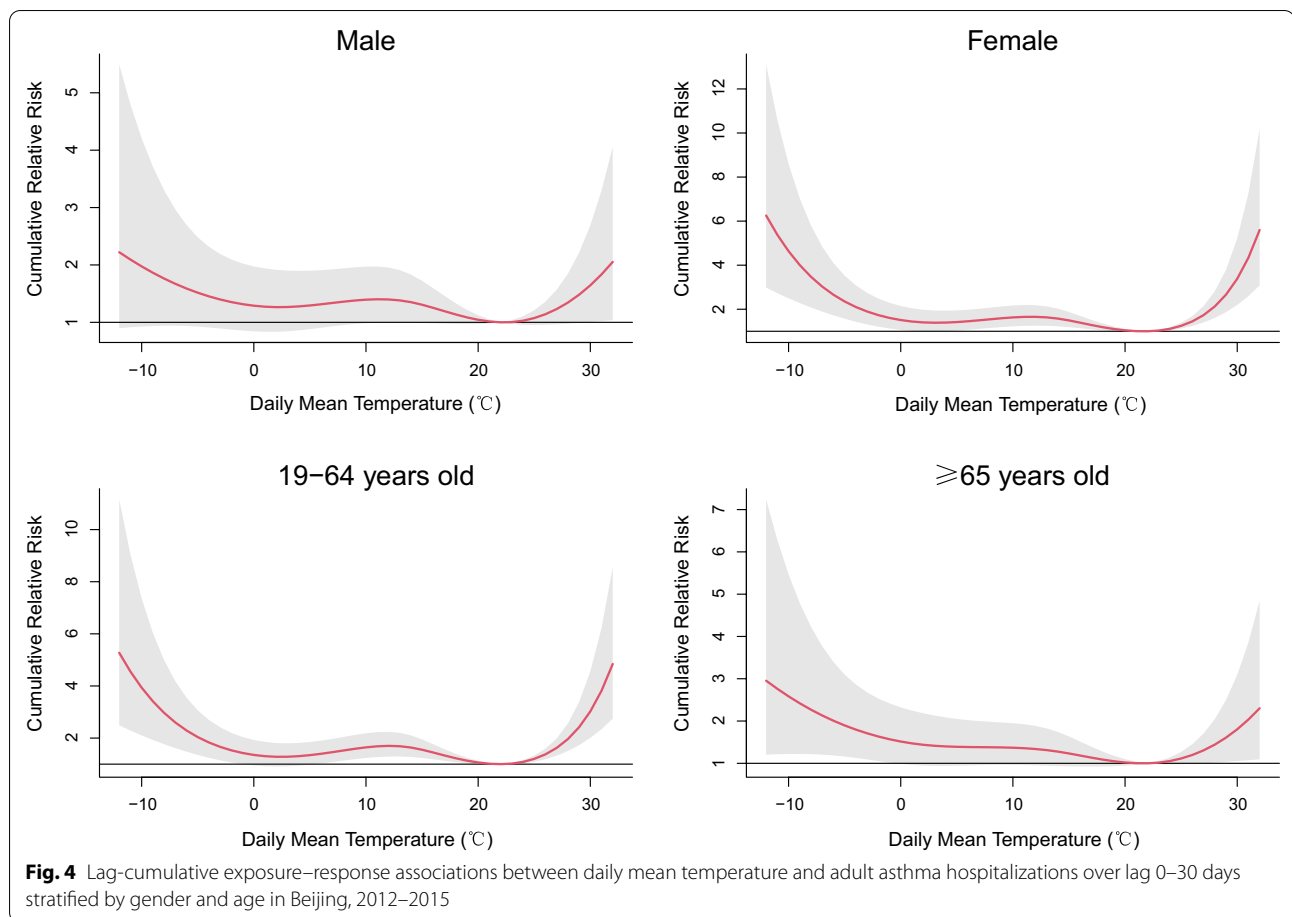 Male
Cumulative Relative Risk
5
4
3
2
1
−10 0 10 20 30
Daily Mean Temperature (℃)
Female
Cumulative Relative Risk
12
10
8
6
4
2
−10 0 10 20 30
Daily Mean Temperature (℃)
19−64 years old
Cumulative Relative Risk
10
8
6
4
2
−10 0 10 20 30
Daily Mean Temperature (℃)
⩾65 years old
Cumulative Relative Risk
7
6
5
4
3
2
1
−10 0 10 20 30
Daily Mean Temperature (℃)
Fig. 4 Lag-cumulative exposure–response associations between daily mean temperature and adult asthma hospitalizations over lag 0–30 days
stratified by gender and age in Beijing, 2012–2015